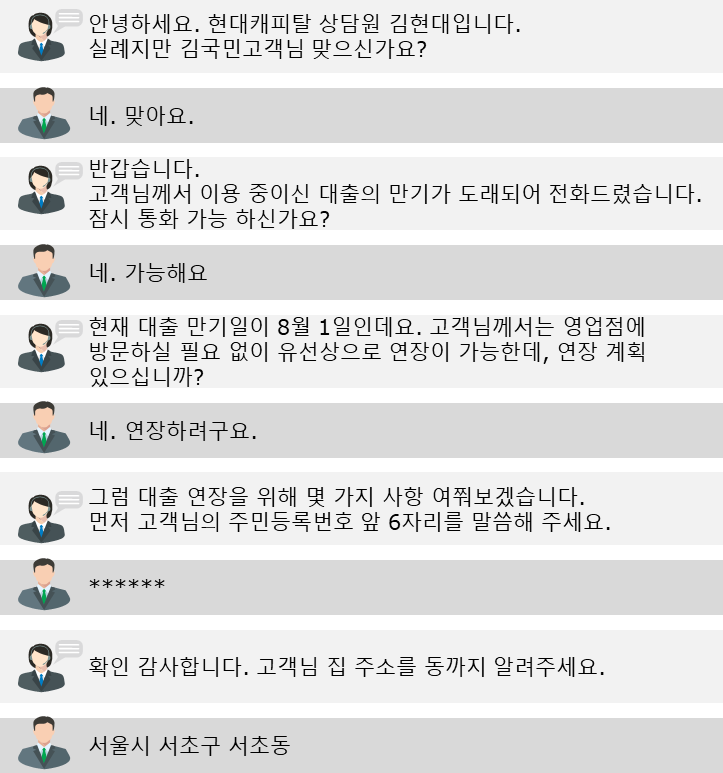 안녕하세요. 현대캐피탈 상담원 김현대입니다.
실례지만 김국민고객님 맞으신가요?
네. 맞아요.
반갑습니다.
고객님께서 이용 중이신 대출의 만기가 도래되어 전화드렸습니다.
잠시 통화 가능 하신가요?
네. 가능해요
현재 대출 만기일이 8월 1일인데요. 고객님께서는 영업점에
방문하실 필요 없이 유선상으로 연장이 가능한데, 연장 계획
있으십니까?
네. 연장하려구요.
그럼 대출 연장을 위해 몇 가지 사항 여쭤보겠습니다.
먼저 고객님의 주민등록번호 앞 6자리를 말씀해 주세요.
******
확인 감사합니다. 고객님 집 주소를 동까지 알려주세요.
서울시 서초구 서초동